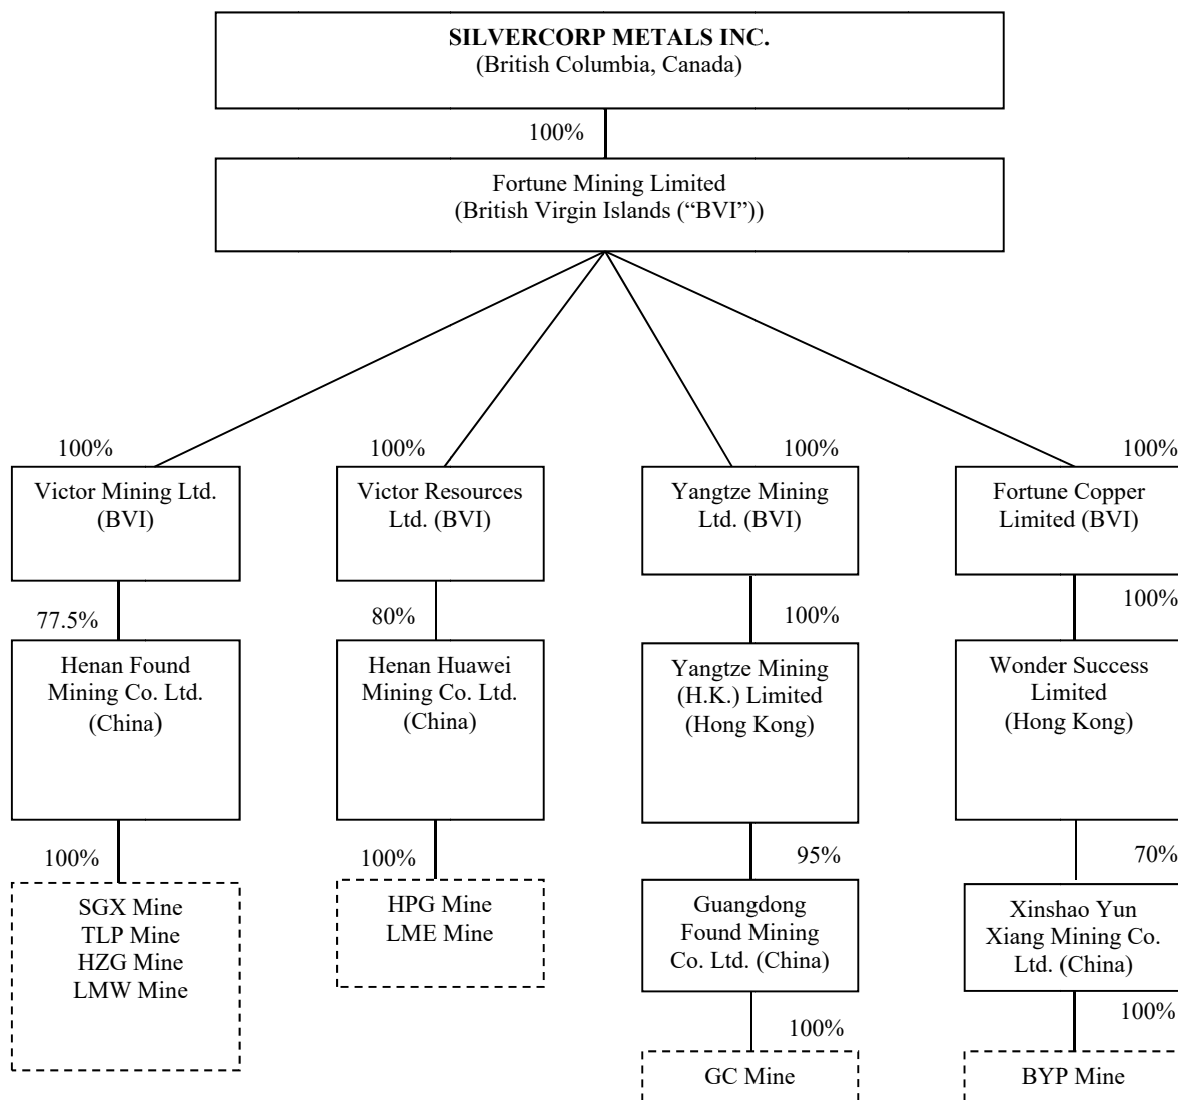 SILVERCORP METALS INC.
(British Columbia, Canada)
100%
Fortune Mining Limited
(British Virgin Islands (“BVI”))
100%
100%
100%
100%
Victor Mining Ltd.
(BVI)
Victor Resources
Ltd. (BVI)
Yangtze Mining
Ltd. (BVI)
Fortune Copper
Limited (BVI)
77.5%
80%
100%
100%
Henan Found
Mining Co. Ltd.
(China)
Henan Huawei
Mining Co. Ltd.
(China)
Yangtze Mining
(H.K.) Limited
(Hong Kong)
Wonder Success
Limited
(Hong Kong)
100%
100%
95%
70%
SGX Mine
TLP Mine
HZG Mine
LMW Mine
HPG Mine
LME Mine
Guangdong
Found Mining
Co. Ltd. (China)
Xinshao Yun
Xiang Mining Co.
Ltd. (China)
100%
100%
GC Mine
BYP Mine